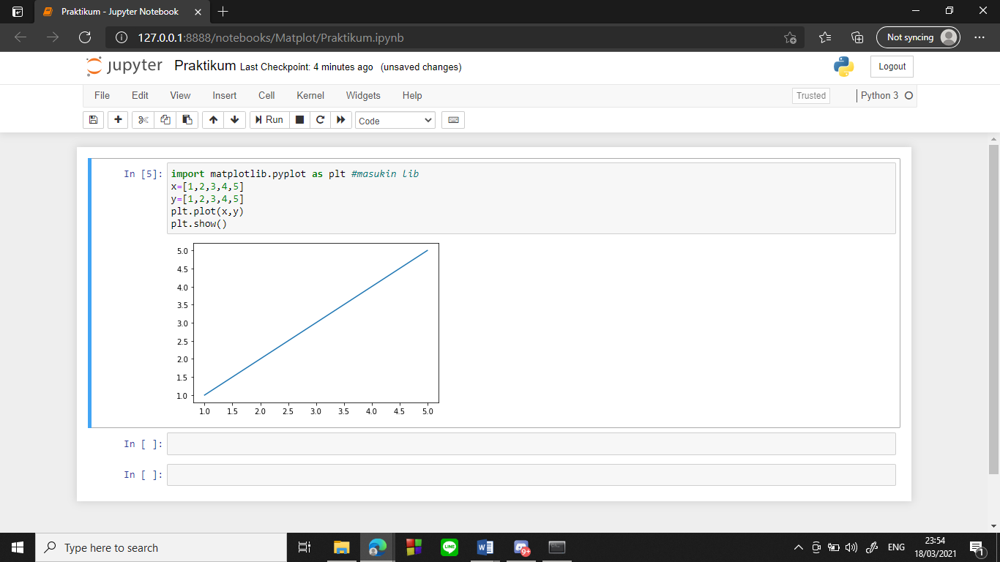 Praktikum - Jupyter Notebook
127.0.0.1:8888/notebooks/Matplot/Praktikum.ipynb
Not syncing
jupyter Praktikum Last Checkpoint: 4 minutes ago (unsaved changes)
Logout
File Edit View Insert Cell Kernel Widgets Help
Trusted
Python 3
Run
Code
In [5]:
import matplotlib.pyplot as plt #masukin lib
x=[1,2,3,4,5]
y=[1,2,3,4,5]
plt.plot(x,y)
plt.show()
5.0
4.5
4.0
3.5
3.0
2.5
2.0
1.5
1.0
1.0 1.5 2.0 2.5 3.0 3.5 4.0 4.5 5.0
In [ ]:
In [ ]:
Type here to search
LINE
W
9+
ENG
23:54
18/03/2021
1